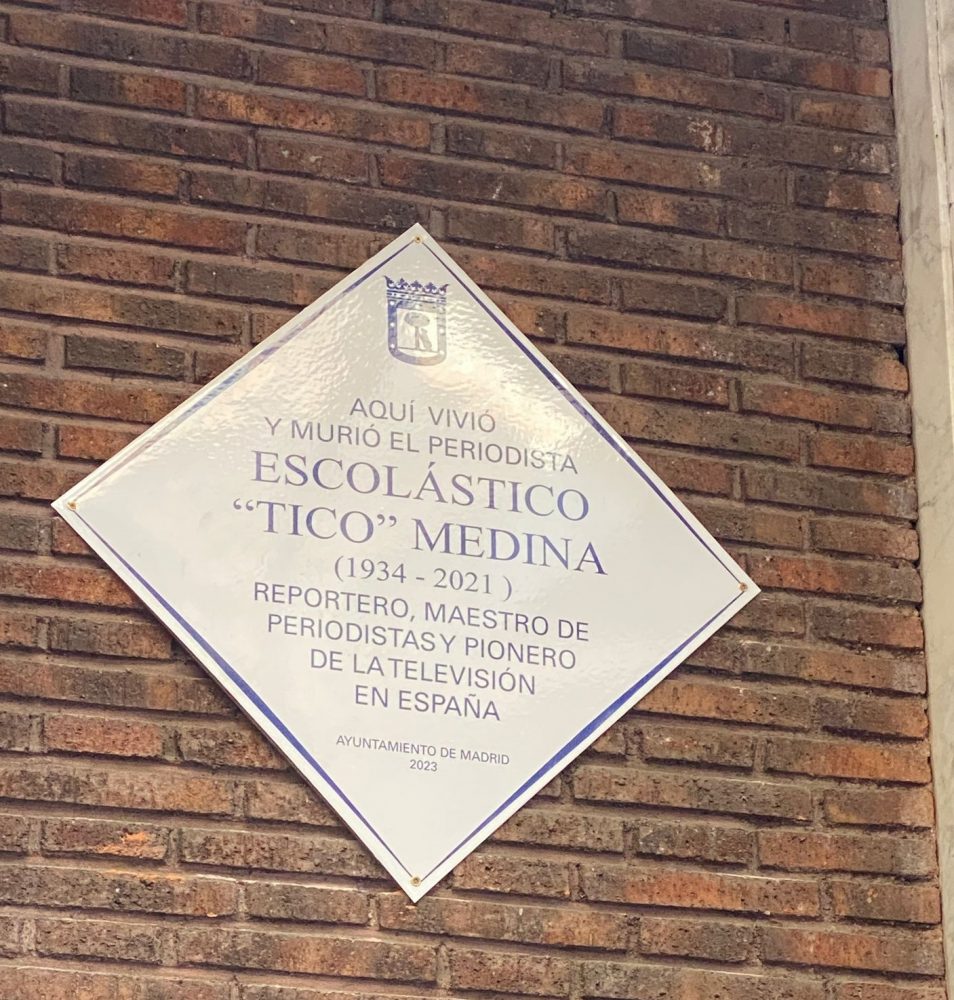 AQUÍ VIVIÓ
Y MURIÓ EL PERIODISTA
ESCOLÁSTICO
“TICO” MEDINA
(1934 - 2021 )
REPORTERO, MAESTRO DE
PERIODISTAS Y PIONERO
DE LA TELEVISIÓN
EN ESPAÑA
AYUNTAMIENTO DE MADRID
2023